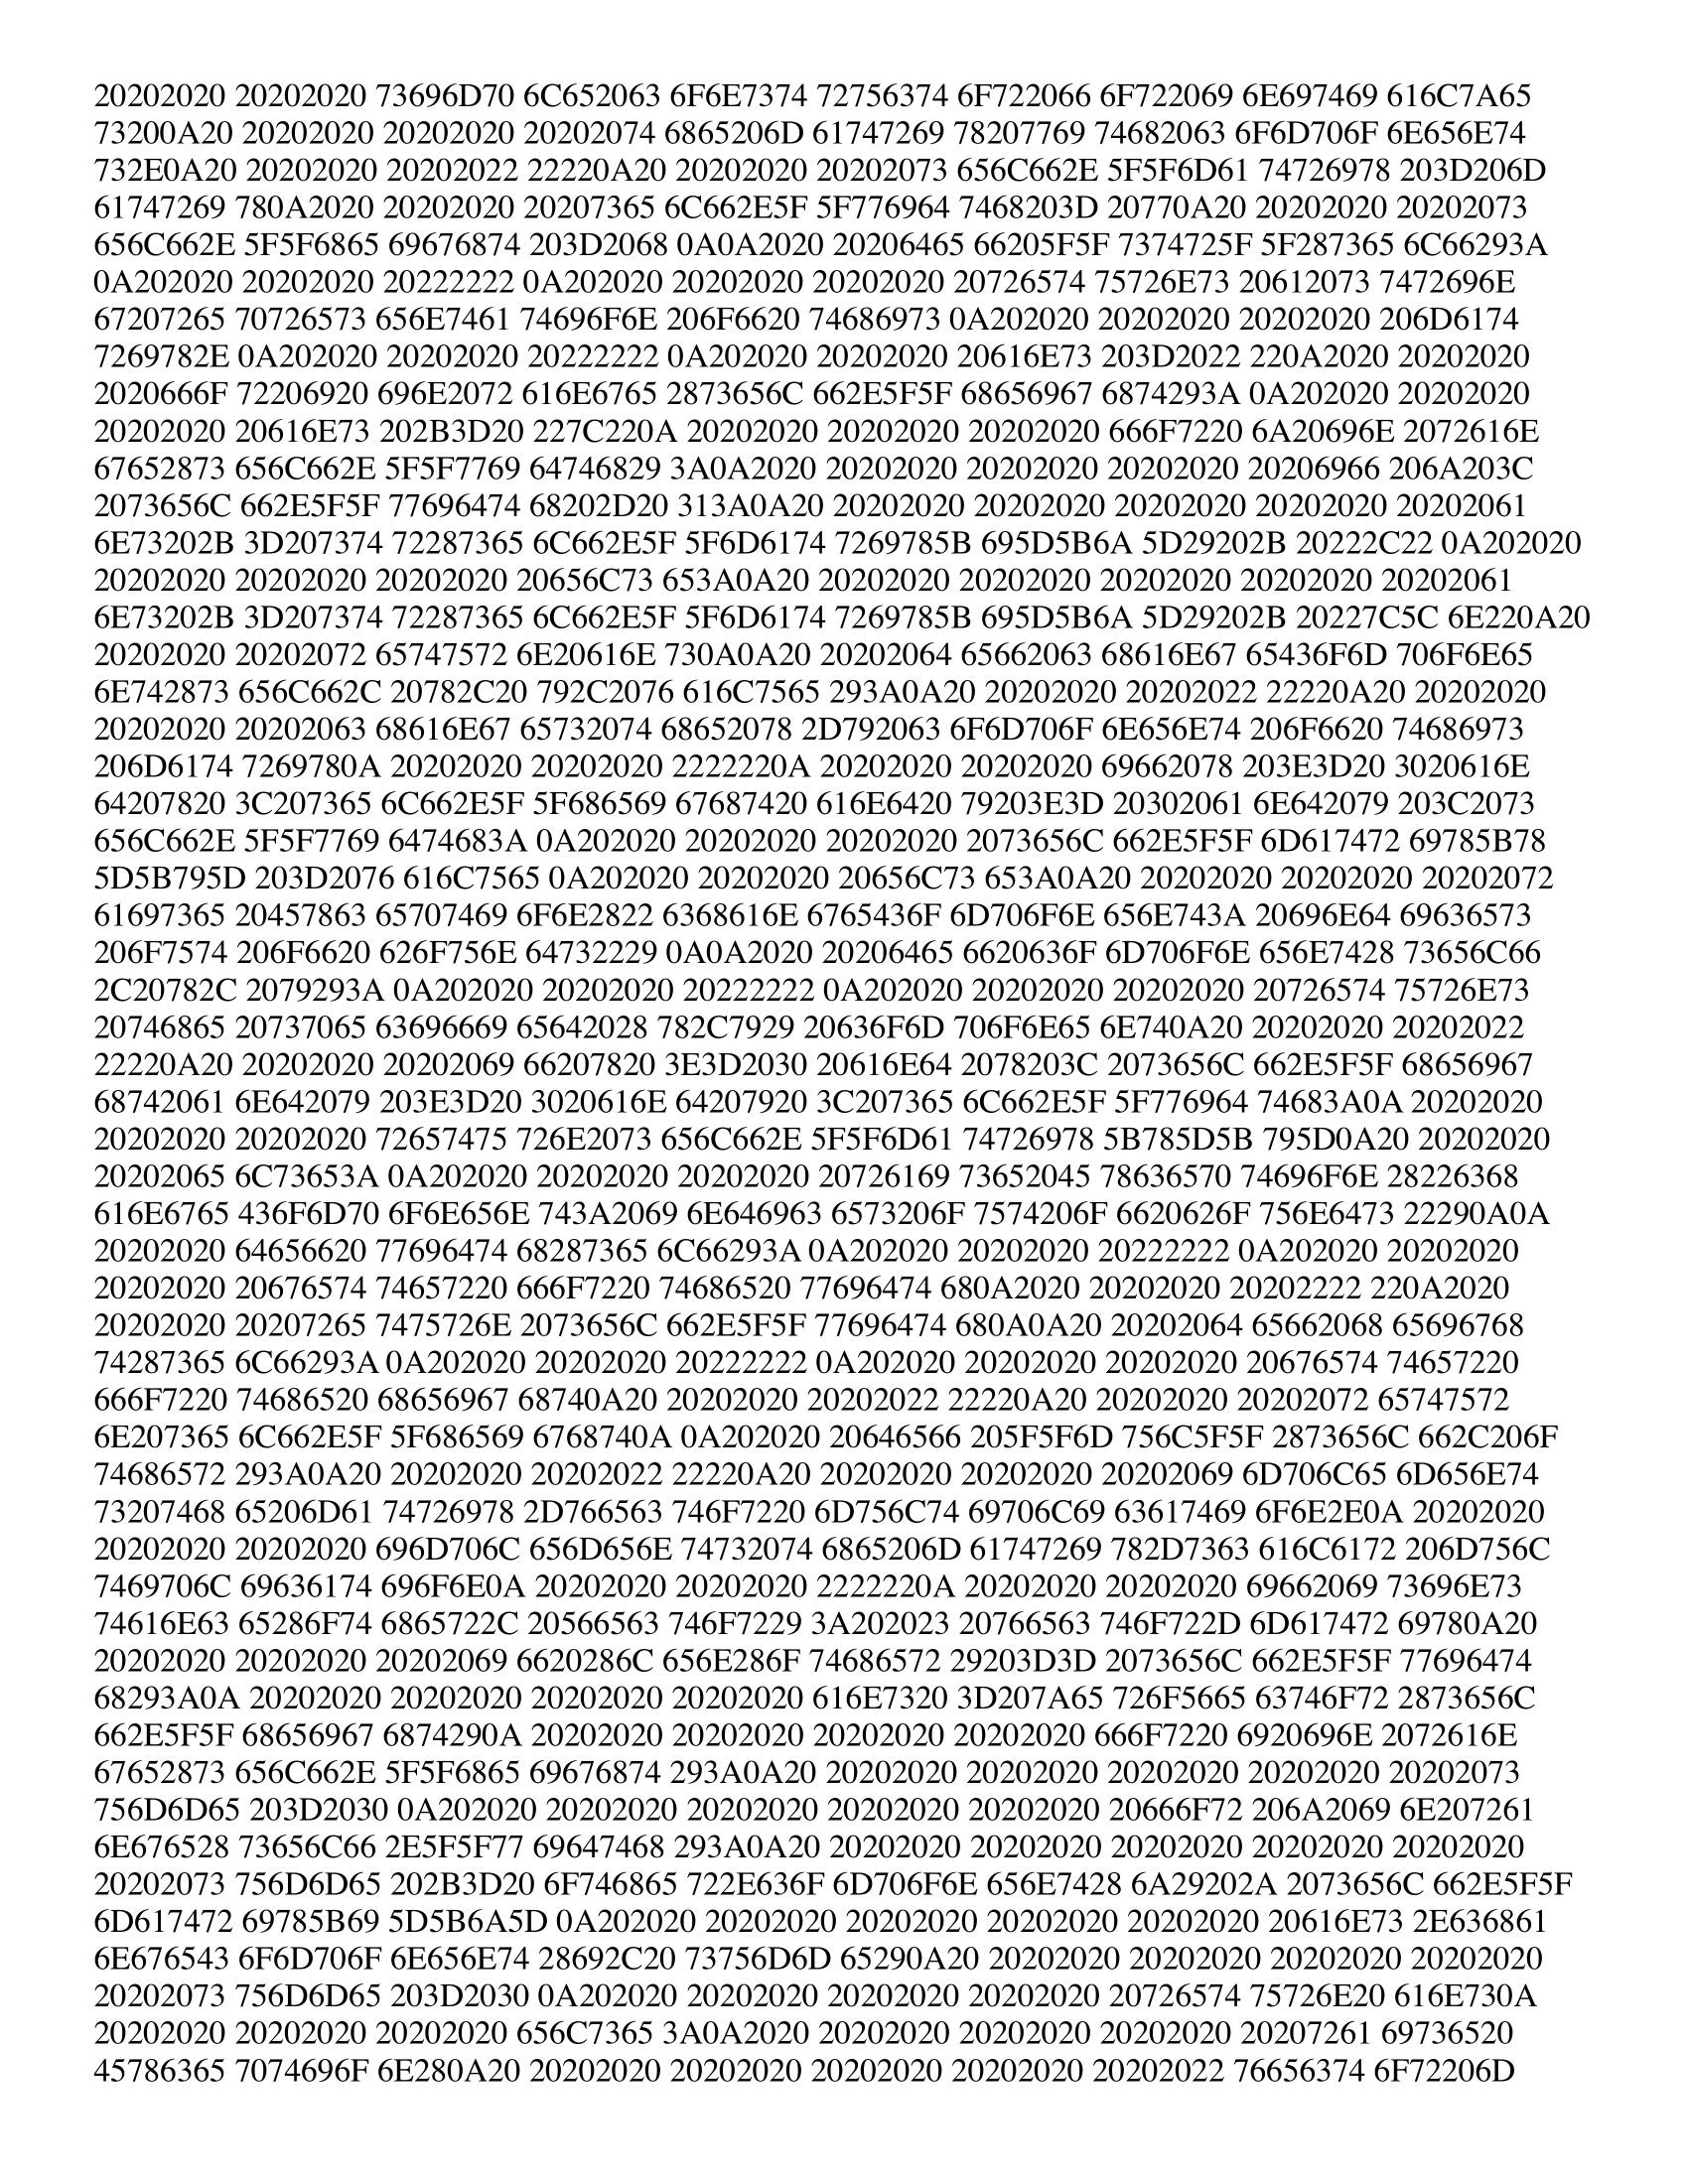 20202020 20202020 73696D70 6C652063 6F6E7374 72756374 6F722066 6F722069 6E697469 616C7A65
73200A20 20202020 20202020 20202074 6865206D 61747269 78207769 74682063 6F6D706F 6E656E74
732E0A20 20202020 20202022 22220A20 20202020 20202073 656C662E 5F5F6D61 74726978 203D206D
61747269 780A2020 20202020 20207365 6C662E5F 5F776964 7468203D 20770A20 20202020 20202073
656C662E 5F5F6865 69676874 203D2068 0A0A2020 20206465 66205F5F 7374725F 5F287365 6C66293A
0A202020 20202020 20222222 0A202020 20202020 20202020 20726574 75726E73 20612073 7472696E
67207265 70726573 656E7461 74696F6E 206F6620 74686973 0A202020 20202020 20202020 206D6174
7269782E 0A202020 20202020 20222222 0A202020 20202020 20616E73 203D2022 220A2020 20202020
2020666F 72206920 696E2072 616E6765 2873656C 662E5F5F 68656967 6874293A 0A202020 20202020
20202020 20616E73 202B3D20 227C220A 20202020 20202020 20202020 666F7220 6A20696E 2072616E
67652873 656C662E 5F5F7769 64746829 3A0A2020 20202020 20202020 20202020 20206966 206A203C
2073656C 662E5F5F 77696474 68202D20 313A0A20 20202020 20202020 20202020 20202020 20202061
6E73202B 3D207374 72287365 6C662E5F 5F6D6174 7269785B 695D5B6A 5D29202B 20222C22 0A202020
20202020 20202020 20202020 20656C73 653A0A20 20202020 20202020 20202020 20202020 20202061
6E73202B 3D207374 72287365 6C662E5F 5F6D6174 7269785B 695D5B6A 5D29202B 20227C5C 6E220A20
20202020 20202072 65747572 6E20616E 730A0A20 20202064 65662063 68616E67 65436F6D 706F6E65
6E742873 656C662C 20782C20 792C2076 616C7565 293A0A20 20202020 20202022 22220A20 20202020
20202020 20202063 68616E67 65732074 68652078 2D792063 6F6D706F 6E656E74 206F6620 74686973
206D6174 7269780A 20202020 20202020 2222220A 20202020 20202020 69662078 203E3D20 3020616E
64207820 3C207365 6C662E5F 5F686569 67687420 616E6420 79203E3D 20302061 6E642079 203C2073
656C662E 5F5F7769 6474683A 0A202020 20202020 20202020 2073656C 662E5F5F 6D617472 69785B78
5D5B795D 203D2076 616C7565 0A202020 20202020 20656C73 653A0A20 20202020 20202020 20202072
61697365 20457863 65707469 6F6E2822 6368616E 6765436F 6D706F6E 656E743A 20696E64 69636573
206F7574 206F6620 626F756E 64732229 0A0A2020 20206465 6620636F 6D706F6E 656E7428 73656C66
2C20782C 2079293A 0A202020 20202020 20222222 0A202020 20202020 20202020 20726574 75726E73
20746865 20737065 63696669 65642028 782C7929 20636F6D 706F6E65 6E740A20 20202020 20202022
22220A20 20202020 20202069 66207820 3E3D2030 20616E64 2078203C 2073656C 662E5F5F 68656967
68742061 6E642079 203E3D20 3020616E 64207920 3C207365 6C662E5F 5F776964 74683A0A 20202020
20202020 20202020 72657475 726E2073 656C662E 5F5F6D61 74726978 5B785D5B 795D0A20 20202020
20202065 6C73653A 0A202020 20202020 20202020 20726169 73652045 78636570 74696F6E 28226368
616E6765 436F6D70 6F6E656E 743A2069 6E646963 6573206F 7574206F 6620626F 756E6473 22290A0A
20202020 64656620 77696474 68287365 6C66293A 0A202020 20202020 20222222 0A202020 20202020
20202020 20676574 74657220 666F7220 74686520 77696474 680A2020 20202020 20202222 220A2020
20202020 20207265 7475726E 2073656C 662E5F5F 77696474 680A0A20 20202064 65662068 65696768
74287365 6C66293A 0A202020 20202020 20222222 0A202020 20202020 20202020 20676574 74657220
666F7220 74686520 68656967 68740A20 20202020 20202022 22220A20 20202020 20202072 65747572
6E207365 6C662E5F 5F686569 6768740A 0A202020 20646566 205F5F6D 756C5F5F 2873656C 662C206F
74686572 293A0A20 20202020 20202022 22220A20 20202020 20202020 20202069 6D706C65 6D656E74
73207468 65206D61 74726978 2D766563 746F7220 6D756C74 69706C69 63617469 6F6E2E0A 20202020
20202020 20202020 696D706C 656D656E 74732074 6865206D 61747269 782D7363 616C6172 206D756C
7469706C 69636174 696F6E0A 20202020 20202020 2222220A 20202020 20202020 69662069 73696E73
74616E63 65286F74 6865722C 20566563 746F7229 3A202023 20766563 746F722D 6D617472 69780A20
20202020 20202020 20202069 6620286C 656E286F 74686572 29203D3D 2073656C 662E5F5F 77696474
68293A0A 20202020 20202020 20202020 20202020 616E7320 3D207A65 726F5665 63746F72 2873656C
662E5F5F 68656967 6874290A 20202020 20202020 20202020 20202020 666F7220 6920696E 2072616E
67652873 656C662E 5F5F6865 69676874 293A0A20 20202020 20202020 20202020 20202020 20202073
756D6D65 203D2030 0A202020 20202020 20202020 20202020 20202020 20666F72 206A2069 6E207261
6E676528 73656C66 2E5F5F77 69647468 293A0A20 20202020 20202020 20202020 20202020 20202020
20202073 756D6D65 202B3D20 6F746865 722E636F 6D706F6E 656E7428 6A29202A 2073656C 662E5F5F
6D617472 69785B69 5D5B6A5D 0A202020 20202020 20202020 20202020 20202020 20616E73 2E636861
6E676543 6F6D706F 6E656E74 28692C20 73756D6D 65290A20 20202020 20202020 20202020 20202020
20202073 756D6D65 203D2030 0A202020 20202020 20202020 20202020 20726574 75726E20 616E730A
20202020 20202020 20202020 656C7365 3A0A2020 20202020 20202020 20202020 20207261 69736520
45786365 7074696F 6E280A20 20202020 20202020 20202020 20202020 20202022 76656374 6F72206D